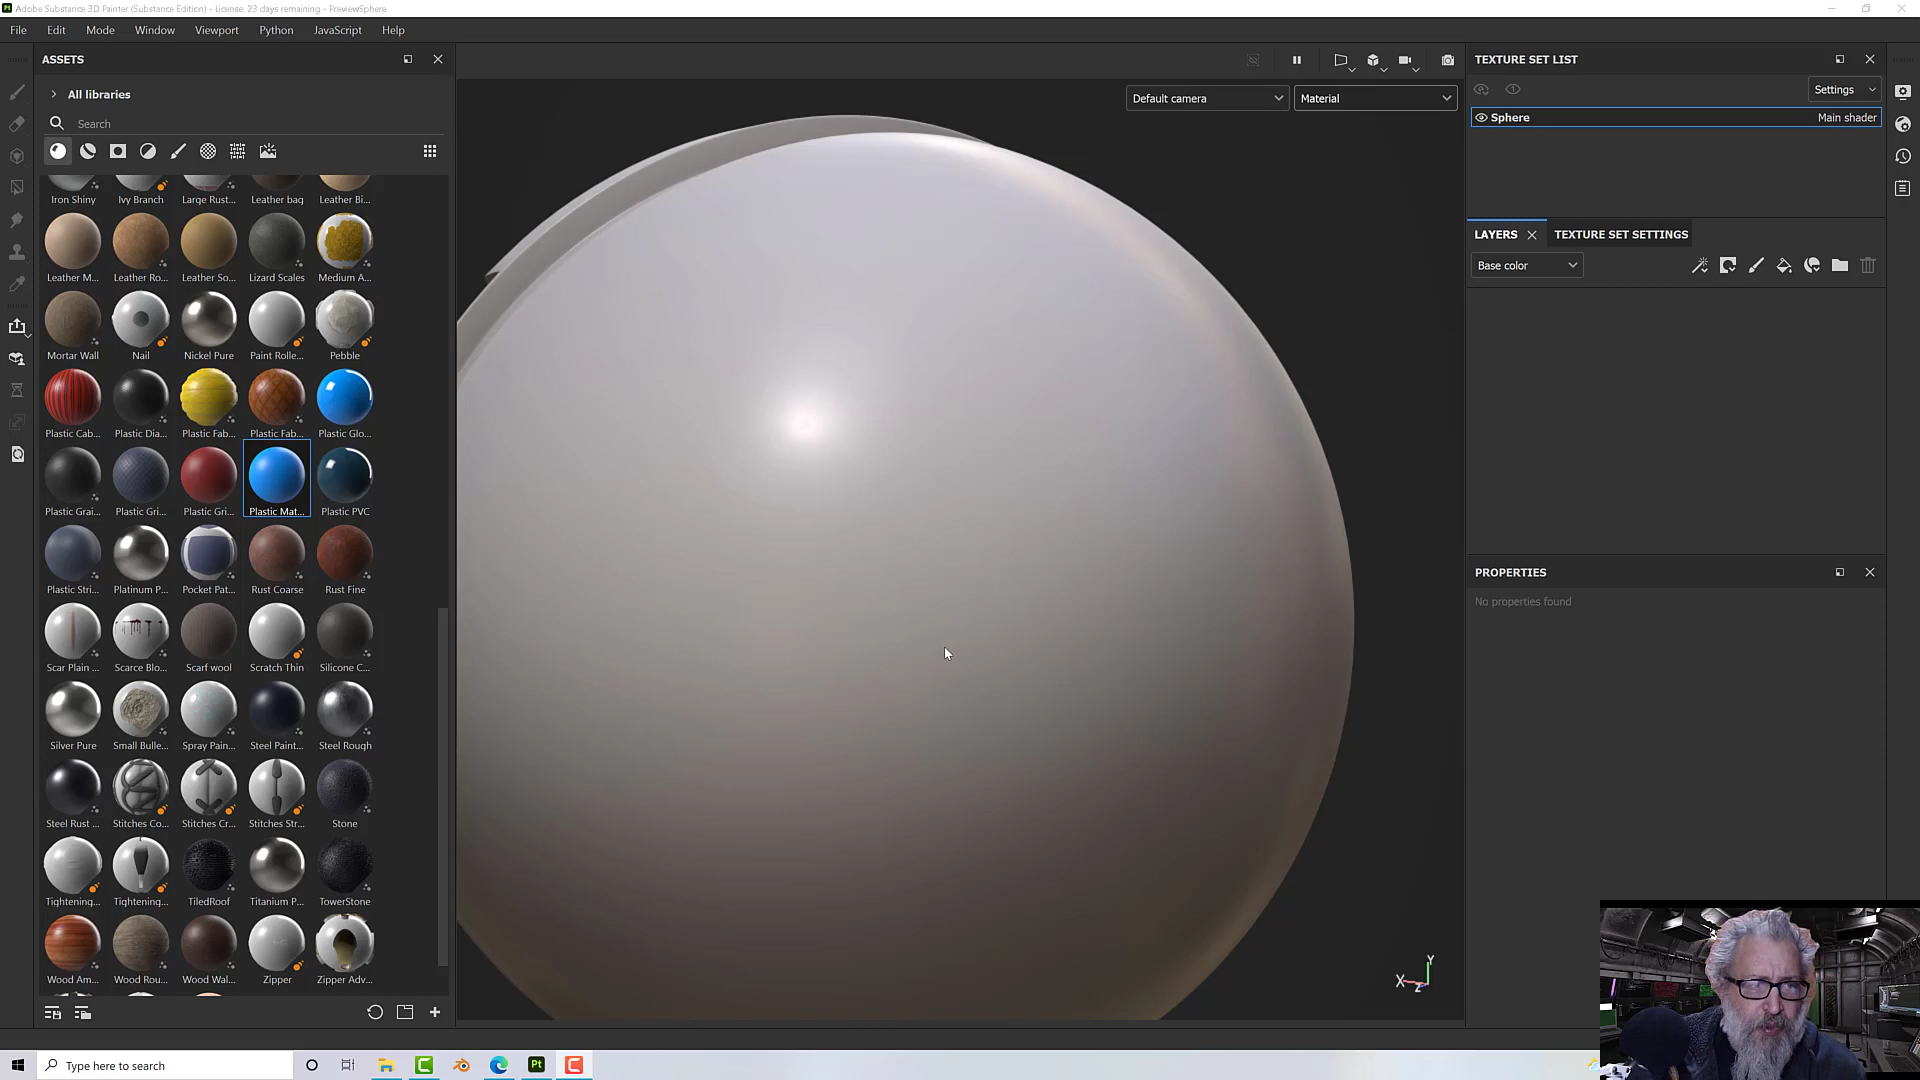 Adobe Substance 3D Painter (Substance Edition) - License: 23 days remaining - PreviewSphere
File Edit Mode Window Viewport Python JavaScript Help
ASSETS
All libraries
Search
Iron Shiny Ivy Branch Large Rust... Leather bag Leather Bi...
Leather M... Leather Ro... Leather So... Lizard Scales Medium A...
Mortar Wall Nail Nickel Pure Paint Rolle... Pebble
Plastic Cab... Plastic Dia... Plastic Fab... Plastic Fab... Plastic Glo...
Plastic Grai... Plastic Gri... Plastic Gri... Plastic Mat... Plastic PVC
Plastic Stri... Platinum P... Pocket Pat... Rust Coarse Rust Fine
Scar Plain ... Scarce Blo... Scarf wool Scratch Thin Silicone C...
Silver Pure Small Bulle... Spray Pain... Steel Paint... Steel Rough
Steel Rust ... Stitches Co... Stitches Cr... Stitches Str... Stone
Tightening... Tightening... TiledRoof Titanium P... TowerStone
Wood Am... Wood Rou... Wood Wal... Zipper Zipper Adv...
Default camera Material
Y
X
Z
TEXTURE SET LIST
Settings
Sphere Main shader
LAYERS TEXTURE SET SETTINGS
Base color
PROPERTIES
No properties found
Type here to search
Pt